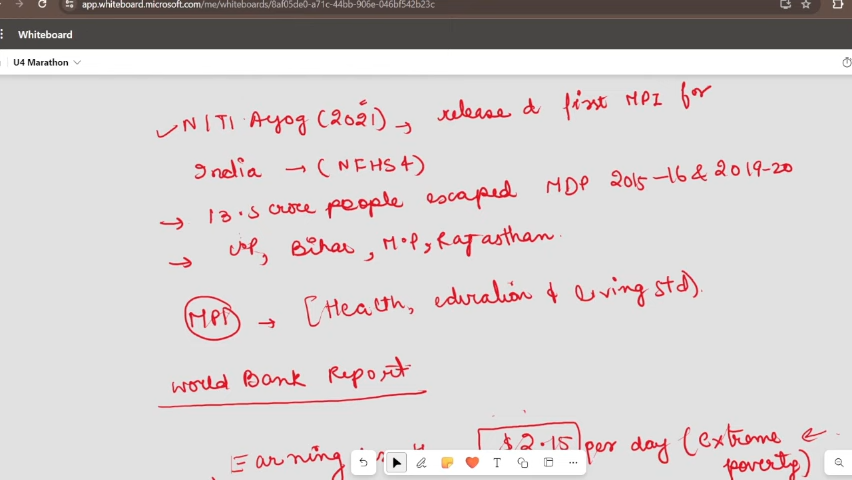 app.whiteboard.microsoft.com/me/whiteboards/8af05de0-a71c-44bb-906e-046bf542b23c
Whiteboard
U4 Marathon
✓ NITI Ayog (2021) → released first MPI for
India → (NFHS4)
→ 13.5 crore people escaped MDP 2015-16 & 2019-20
→ UP, Bihar, M.P, Rajasthan.
MPI → [Health, education & Living Std).
World Bank Report
Earning $2.15 per day (extreme ←
poverty)